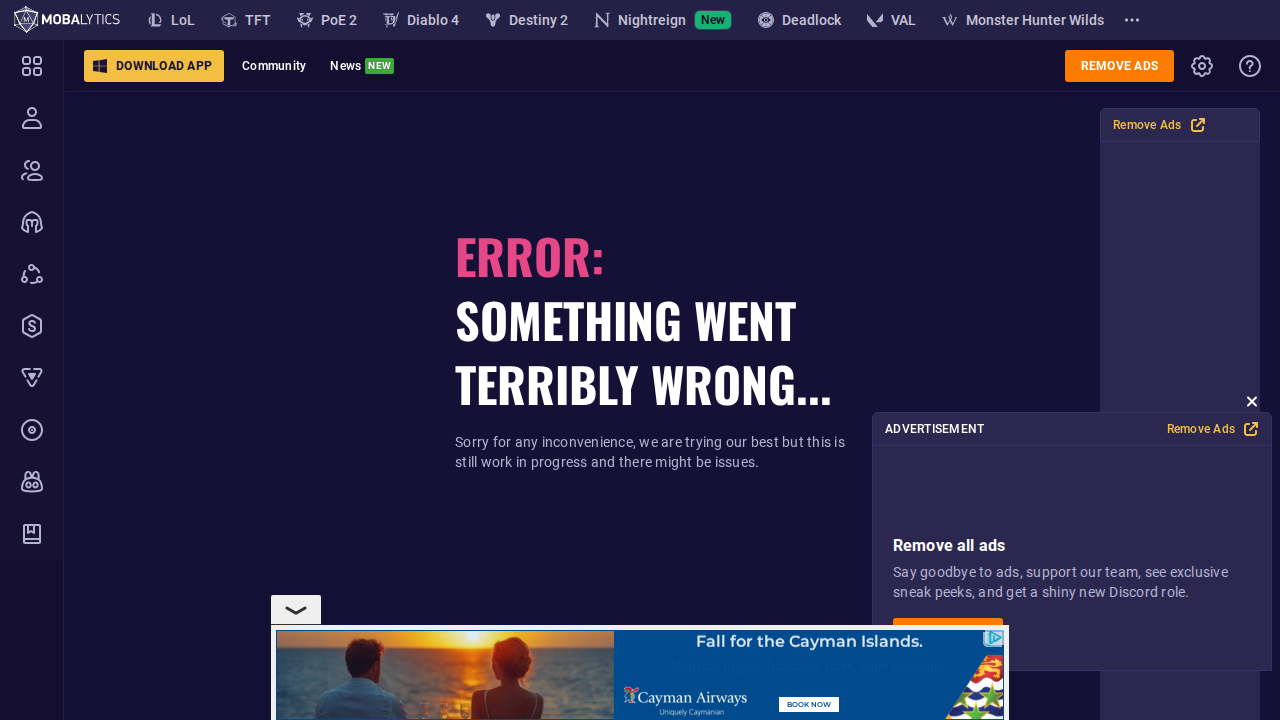 MOBALYTICS
LoL
TFT
PoE 2
Diablo 4
Destiny 2
Nightreign New
Deadlock
VAL
Monster Hunter Wilds
DOWNLOAD APP
Community
News NEW
REMOVE ADS
Remove Ads
ERROR:
SOMETHING WENT
TERRIBLY WRONG...
Sorry for any inconvenience, we are trying our best but this is
still work in progress and there might be issues.
ADVERTISEMENT
Remove Ads
Remove all ads
Say goodbye to ads, support our team, see exclusive
sneak peeks, and get a shiny new Discord role.
Fall for the Cayman Islands.
Cayman Airways
Uniquely Caymanian
BOOK NOW